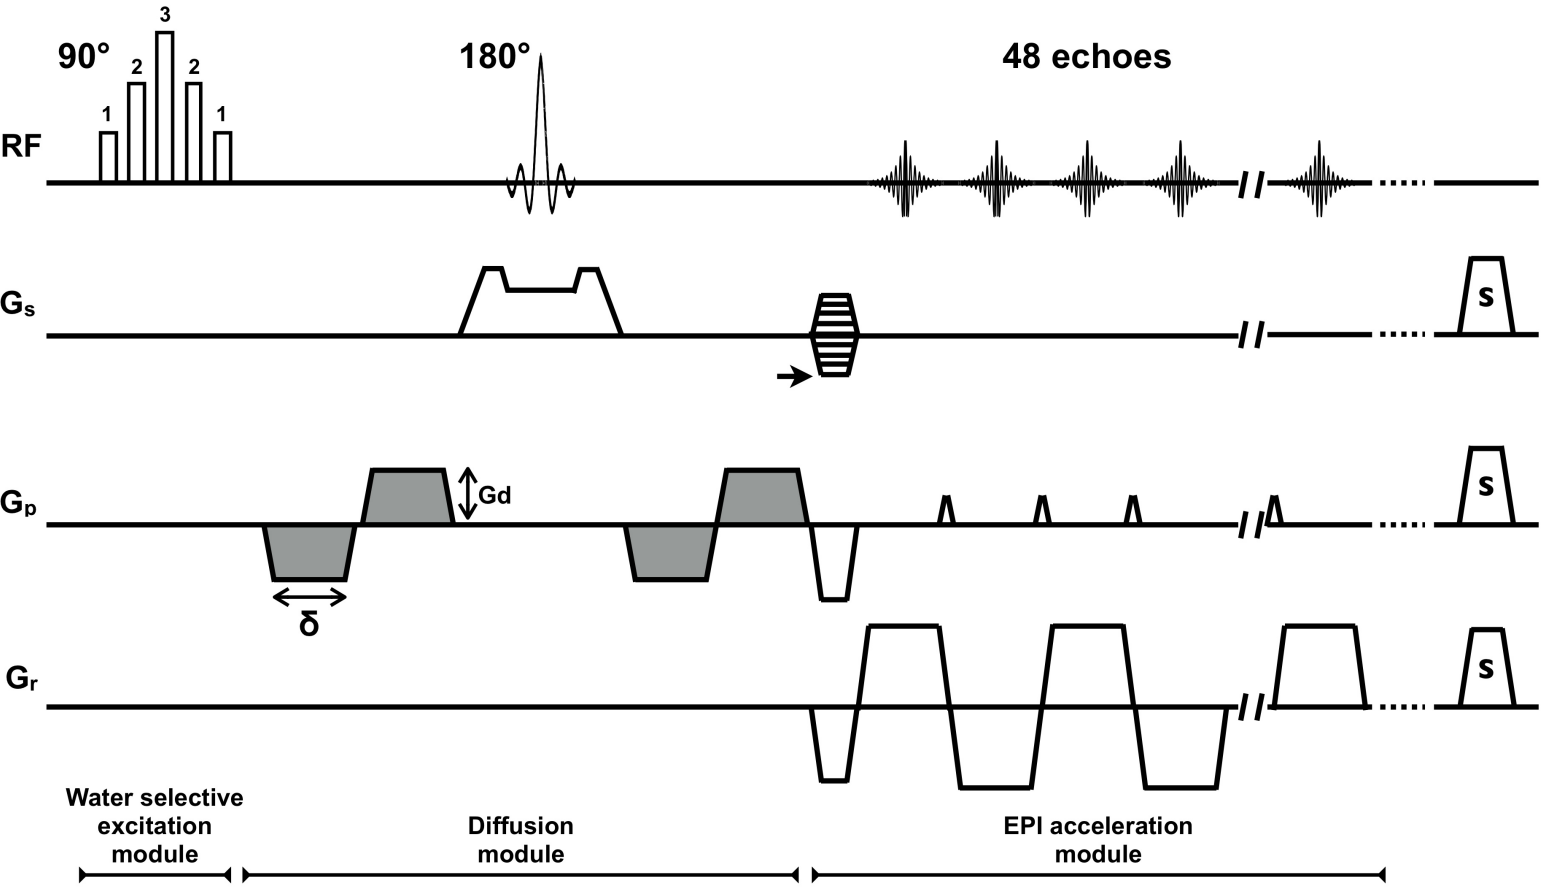 3
90°
2
2
1
1
180°
48 echoes
RF
Gs
S
Gp
Gd
S
δ
Gr
S
Water selective
excitation
module
Diffusion
module
EPI acceleration
module